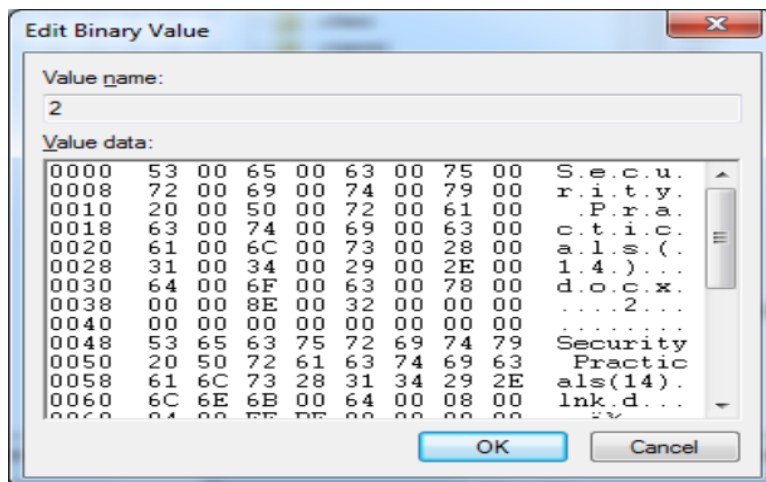 Edit Binary Value
Value name:
2
Value data:
0000 53 00 65 00 63 00 75 00 S.e.c.u.
0008 72 00 69 00 74 00 79 00 r.i.t.y.
0010 20 00 50 00 72 00 61 00 .P.r.a.
0018 63 00 74 00 69 00 63 00 c.t.i.c.
0020 61 00 6C 00 73 00 28 00 a.l.s.(.
0028 31 00 34 00 29 00 2E 00 1.4.)...
0030 64 00 6F 00 63 00 78 00 d.o.c.x.
0038 00 00 8E 00 32 00 00 00 ....2...
0040 00 00 00 00 00 00 00 00 ........
0048 53 65 63 75 72 69 74 79 Security
0050 20 50 72 61 63 74 69 63 Practic
0058 61 6C 73 28 31 34 29 2E als(14).
0060 6C 6E 6B 00 64 00 08 00 lnk.d...
OK Cancel